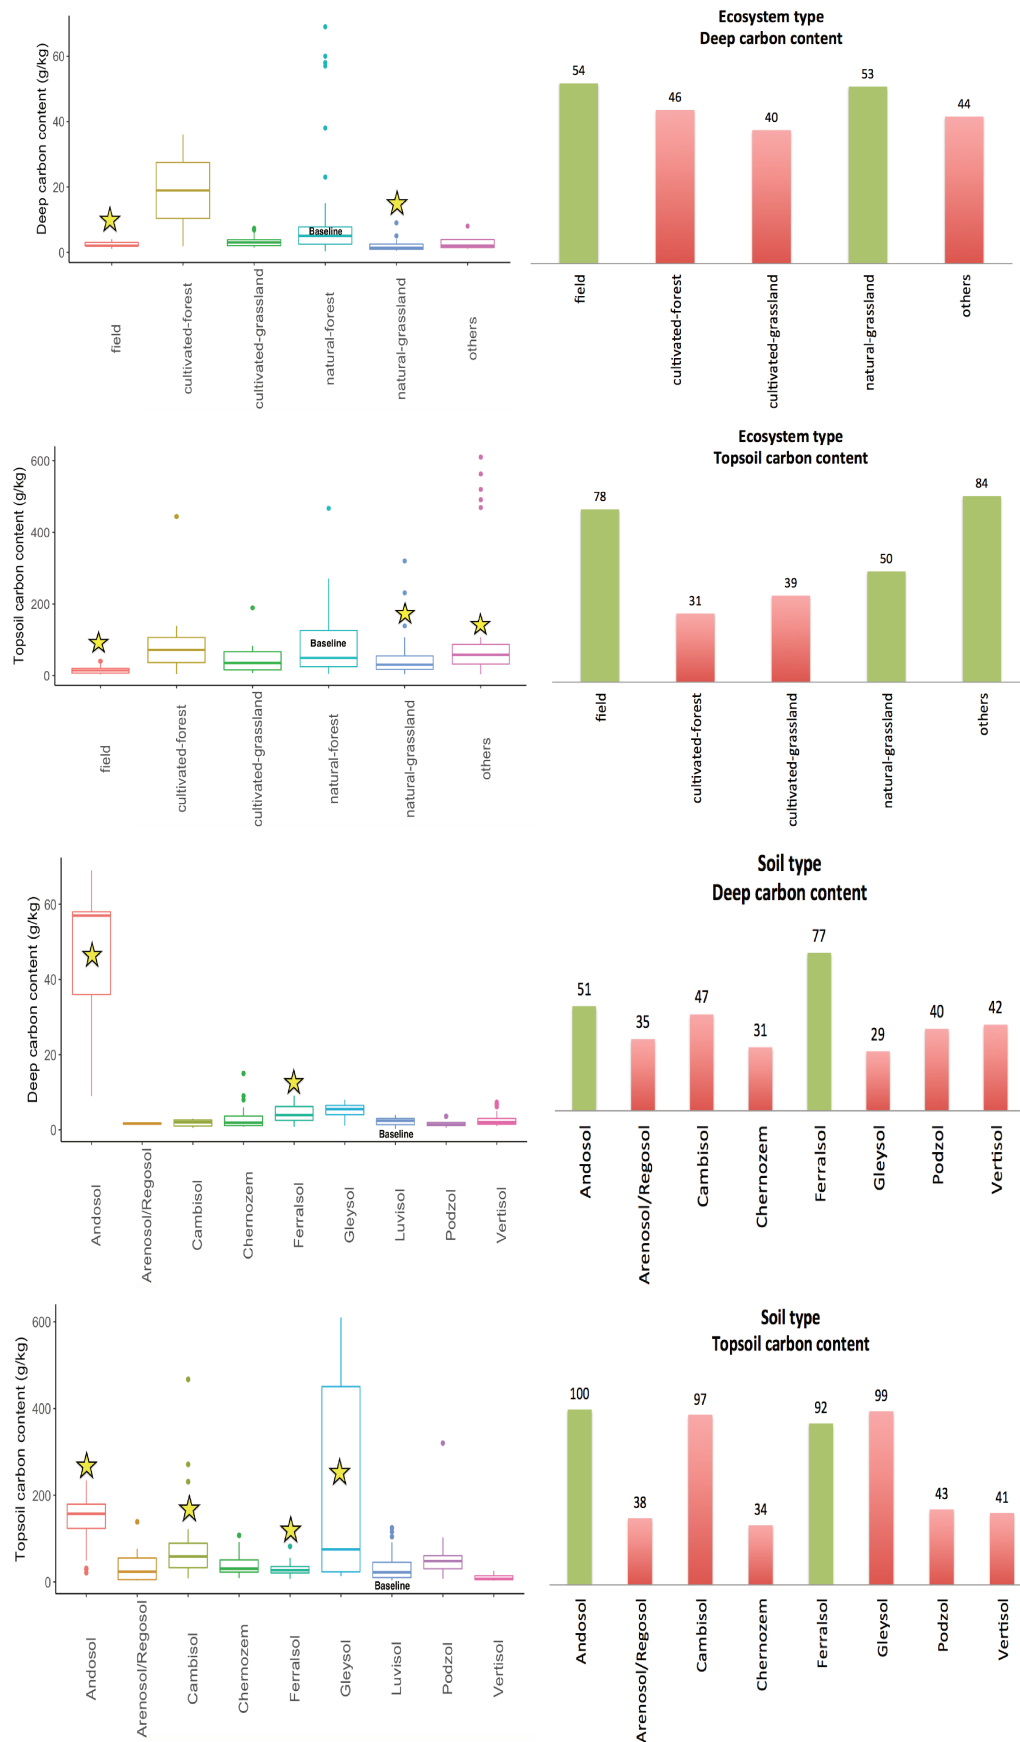 Deep carbon content (g/kg)
60
40
20
0
Baseline
field
cultivated-forest
cultivated-grassland
natural-forest
natural-grassland
others
Ecosystem type
Deep carbon content
54
46
40
53
44
field
cultivated-forest
cultivated-grassland
natural-grassland
others
Topsoil carbon content (g/kg)
600
400
200
0
Baseline
field
cultivated-forest
cultivated-grassland
natural-forest
natural-grassland
others
Ecosystem type
Topsoil carbon content
78
31
39
50
84
field
cultivated-forest
cultivated-grassland
natural-grassland
others
Deep carbon content (g/kg)
60
40
20
0
Baseline
Andosol
Arenosol/Regosol
Cambisol
Chernozem
Ferralsol
Gleysol
Luvisol
Podzol
Vertisol
Soil type
Deep carbon content
51
35
47
31
77
29
40
42
Andosol
Arenosol/Regosol
Cambisol
Chernozem
Ferralsol
Gleysol
Podzol
Vertisol
Topsoil carbon content (g/kg)
600
400
200
0
Baseline
Andosol
Arenosol/Regosol
Cambisol
Chernozem
Ferralsol
Gleysol
Luvisol
Podzol
Vertisol
Soil type
Topsoil carbon content
100
38
97
34
92
99
43
41
Andosol
Arenosol/Regosol
Cambisol
Chernozem
Ferralsol
Gleysol
Podzol
Vertisol